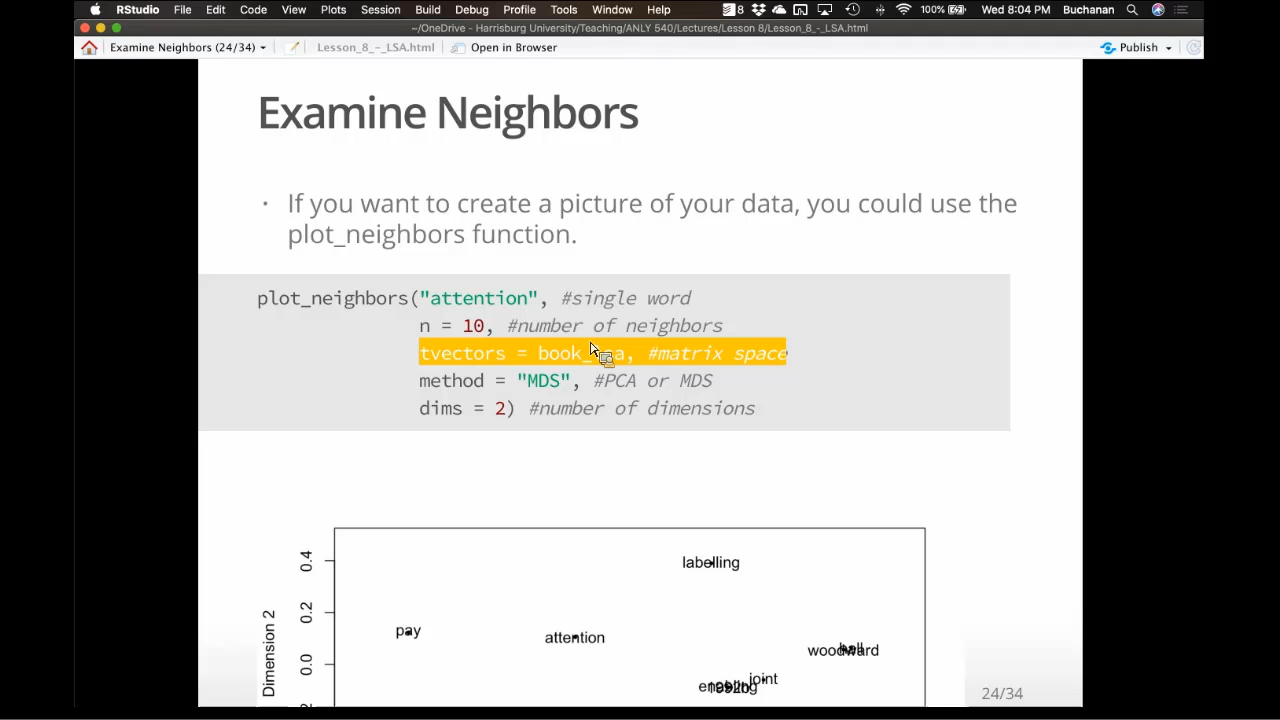 RStudio File Edit Code View Plots Session Build Debug Profile Tools Window Help 8 100% Wed 8:04 PM Buchanan
~/OneDrive - Harrisburg University/Teaching/ANLY 540/Lectures/Lesson 8/Lesson_8_-_LSA.html
Examine Neighbors (24/34) Lesson_8_-_LSA.html Open in Browser Publish
Examine Neighbors
· If you want to create a picture of your data, you could use the
plot_neighbors function.
plot_neighbors("attention", #single word
n = 10, #number of neighbors
tvectors = #matrix space
method = "MDS", #PCA or MDS
dims = 2) #number of dimensions
0.4
labelling
0.2
pay
attention
Dimension 2
0.0
woodward
joint
24/34